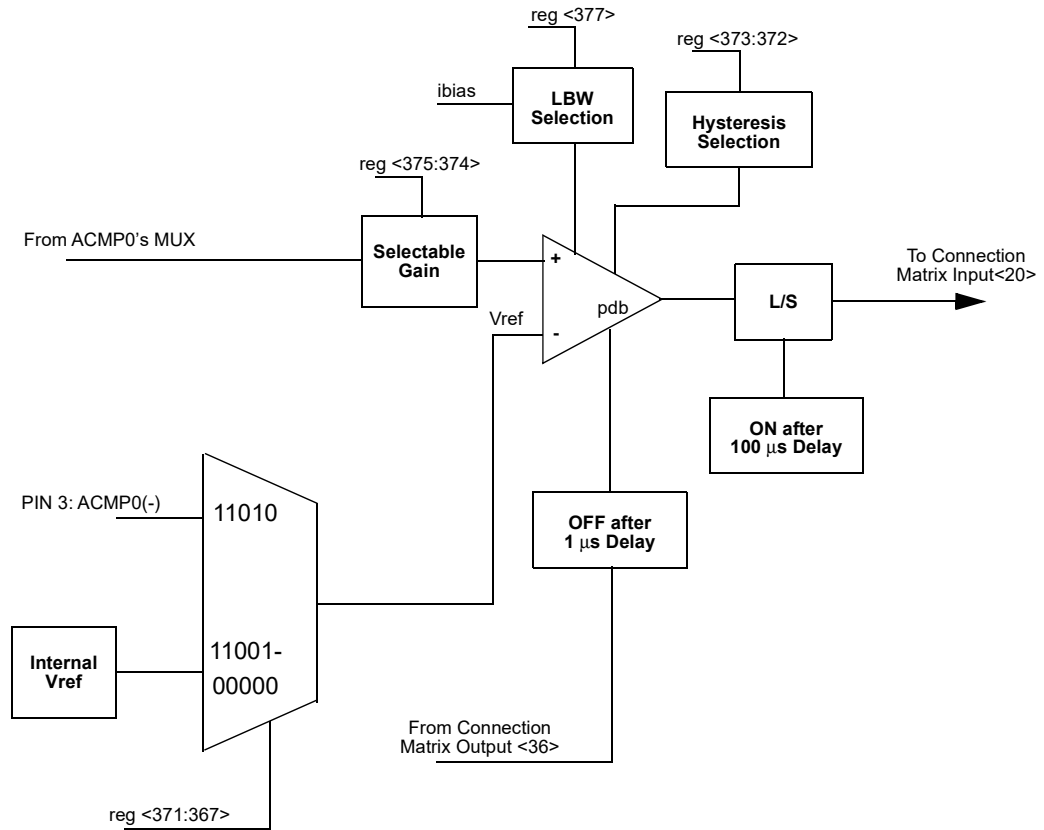 reg <377>
reg <373:372>
ibias
LBW
Selection
Hysteresis
Selection
reg <375:374>
From ACMP0's MUX
Selectable
Gain
+
To Connection
Matrix Input<20>
L/S
pdb
Vref
-
ON after
100 µs Delay
PIN 3: ACMP0(-)
11010
OFF after
1 µs Delay
Internal
Vref
11001-
00000
From Connection
Matrix Output <36>
reg <371:367>